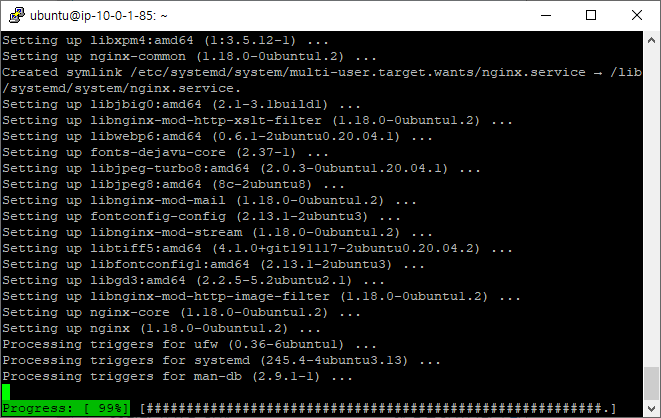 ubuntu@ip-10-0-1-85: ~
Setting up libxpm4:amd64 (1:3.5.12-1) ...
Setting up nginx-common (1.18.0-0ubuntu1.2) ...
Created symlink /etc/systemd/system/multi-user.target.wants/nginx.service → /lib
/systemd/system/nginx.service.
Setting up libjbig0:amd64 (2.1-3.1build1) ...
Setting up libnginx-mod-http-xslt-filter (1.18.0-0ubuntu1.2) ...
Setting up libwebp6:amd64 (0.6.1-2ubuntu0.20.04.1) ...
Setting up fonts-dejavu-core (2.37-1) ...
Setting up libjpeg-turbo8:amd64 (2.0.3-0ubuntu1.20.04.1) ...
Setting up libjpeg8:amd64 (8c-2ubuntu8) ...
Setting up libnginx-mod-mail (1.18.0-0ubuntu1.2) ...
Setting up fontconfig-config (2.13.1-2ubuntu3) ...
Setting up libnginx-mod-stream (1.18.0-0ubuntu1.2) ...
Setting up libtiff5:amd64 (4.1.0+git191117-2ubuntu0.20.04.2) ...
Setting up libfontconfig1:amd64 (2.13.1-2ubuntu3) ...
Setting up libgd3:amd64 (2.2.5-5.2ubuntu2.1) ...
Setting up libnginx-mod-http-image-filter (1.18.0-0ubuntu1.2) ...
Setting up nginx-core (1.18.0-0ubuntu1.2) ...
Setting up nginx (1.18.0-0ubuntu1.2) ...
Processing triggers for ufw (0.36-6ubuntu1) ...
Processing triggers for systemd (245.4-4ubuntu3.13) ...
Processing triggers for man-db (2.9.1-1) ...
Progress: [ 99%] [#########################################################.]